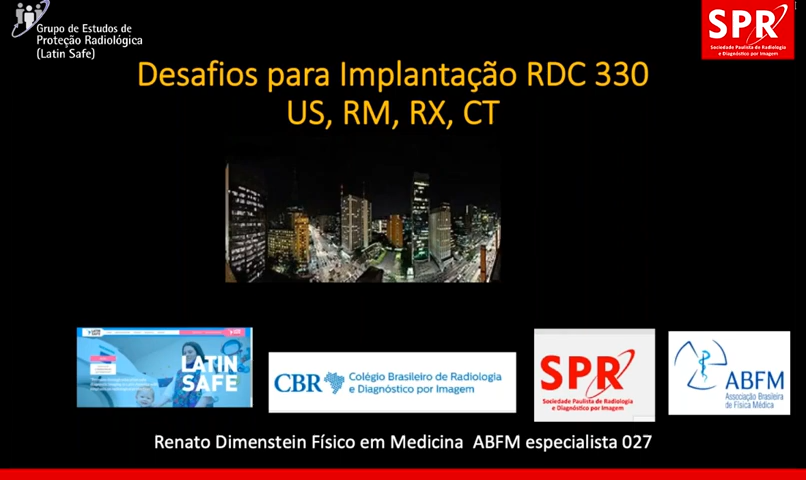 Grupo de Estudos de
Proteção Radiológica
(Latin Safe)
SPR
Sociedade Paulista de Radiologia
e Diagnóstico por Imagem
Desafios para Implantação RDC 330
US, RM, RX, CT
LATIN
SAFE
CBR
Colégio Brasileiro de Radiologia
e Diagnóstico por Imagem
SPR
Sociedade Paulista de Radiologia
e Diagnóstico por Imagem
ABFM
Associação Brasileira
de Física Médica
Renato Dimenstein Físico em Medicina ABFM especialista 027